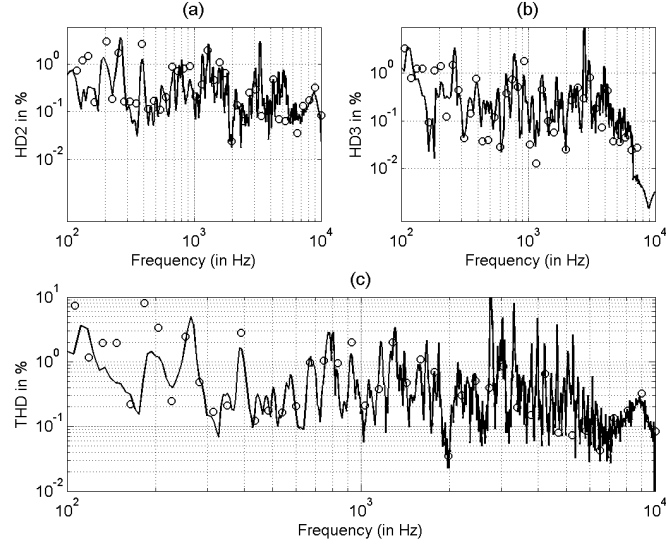 (a)
(b)
HD2 in %
10^0
10^-1
10^-2
10^2
10^3
10^4
Frequency (in Hz)
HD3 in %
10^0
10^-1
10^-2
10^2
10^3
10^4
Frequency (in Hz)
(c)
THD in %
10^1
10^0
10^-1
10^-2
10^2
10^3
10^4
Frequency (in Hz)